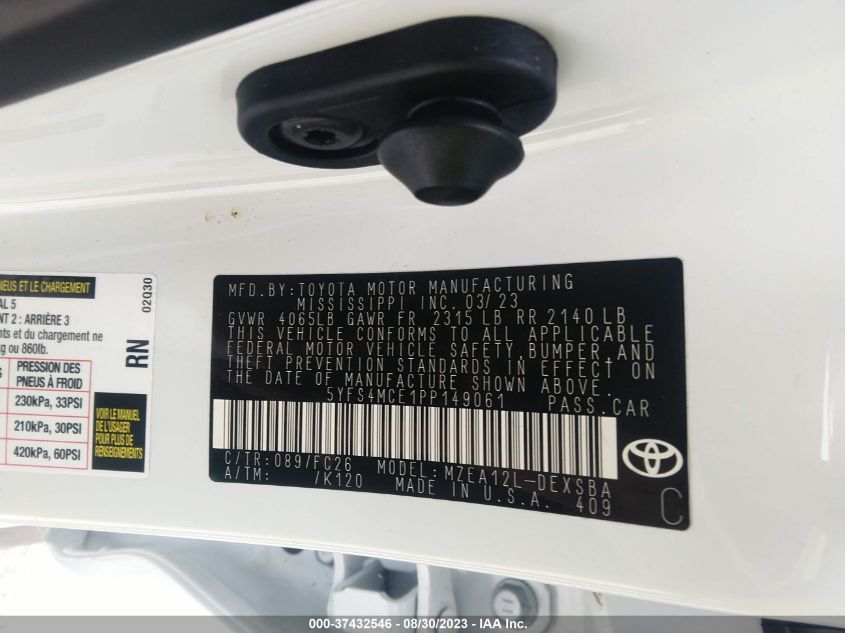 NEUS ET LE CHARGEMENT
AL 5
NT 2 : ARRIÈRE 3
nts et du chargement ne
g ou 860lb.
PRESSION DES
PNEUS À FROID
230kPa, 33PSI
210kPa, 30PSI
420kPa, 60PSI
VOIR LE MANUEL
DE L'USAGER
POUR PLUS DE
RENSEIGNEMENTS
02Q30
RN
MFD.BY:TOYOTA MOTOR MANUFACTURING
MISSISSIPPI INC. 03/23
GVWR 4065LB GAWR FR 2315 LB RR 2140 LB
THIS VEHICLE CONFORMS TO ALL APPLICABLE
FEDERAL MOTOR VEHICLE SAFETY,BUMPER,AND
THEFT PREVENTION STANDARDS IN EFFECT ON
THE DATE OF MANUFACTURE SHOWN ABOVE.
5YFS4MCE1PP149061 PASS.CAR
C/TR: 089/FC26 MODEL: MZEA12L-DEXSBA
A/TM: /K120 MADE IN U.S.A. 409
C
000-37432546 - 08/30/2023 - IAA Inc.